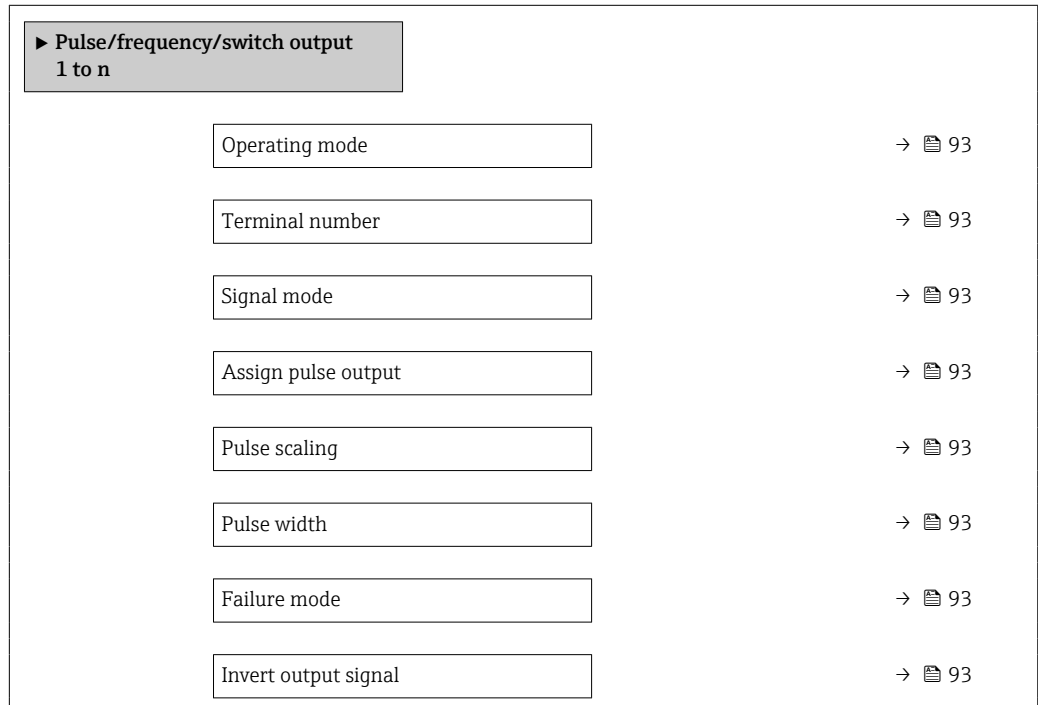 ▶ Pulse/frequency/switch output
1 to n
Operating mode → 93
Terminal number → 93
Signal mode → 93
Assign pulse output → 93
Pulse scaling → 93
Pulse width → 93
Failure mode → 93
Invert output signal → 93